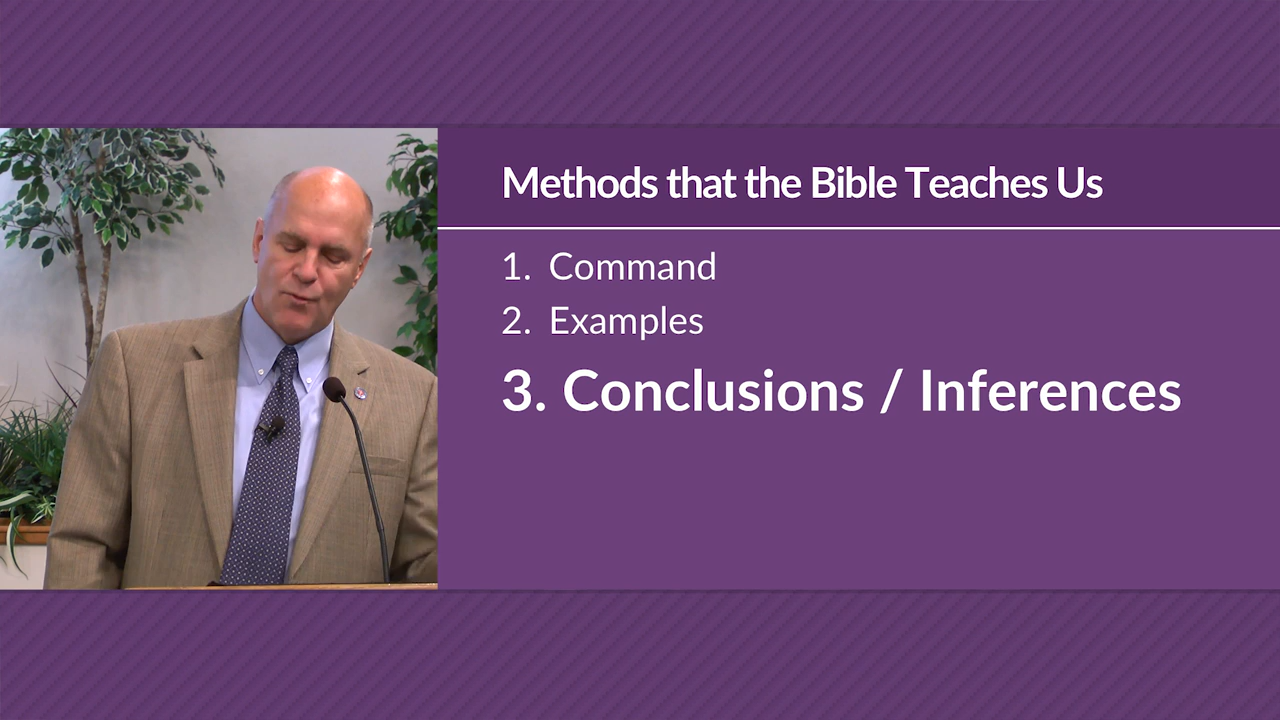 Methods that the Bible Teaches Us
1. Command
2. Examples
3. Conclusions / Inferences